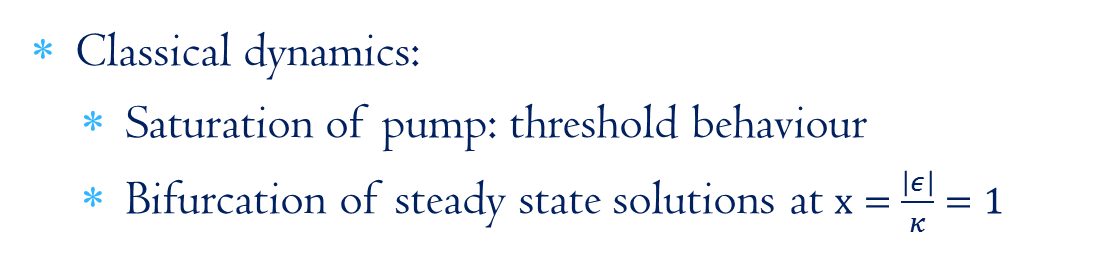 * Classical dynamics:
* Saturation of pump: threshold behaviour
* Bifurcation of steady state solutions at x = |ϵ|/κ = 1